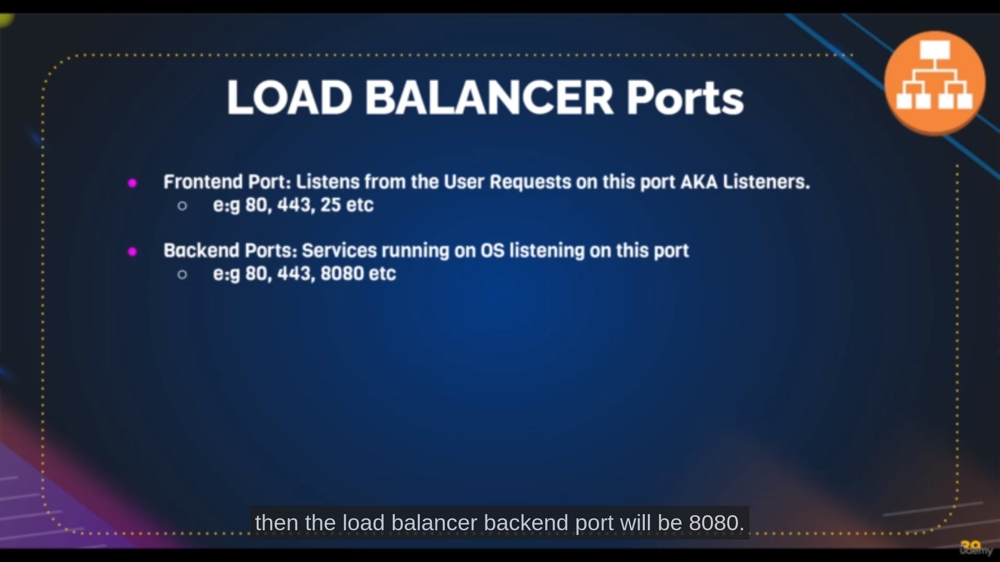 LOAD BALANCER Ports
Frontend Port: Listens from the User Requests on this port AKA Listeners.
e:g 80, 443, 25 etc
Backend Ports: Services running on OS listening on this port
e:g 80, 443, 8080 etc
then the load balancer backend port will be 8080.
39
ûdemy